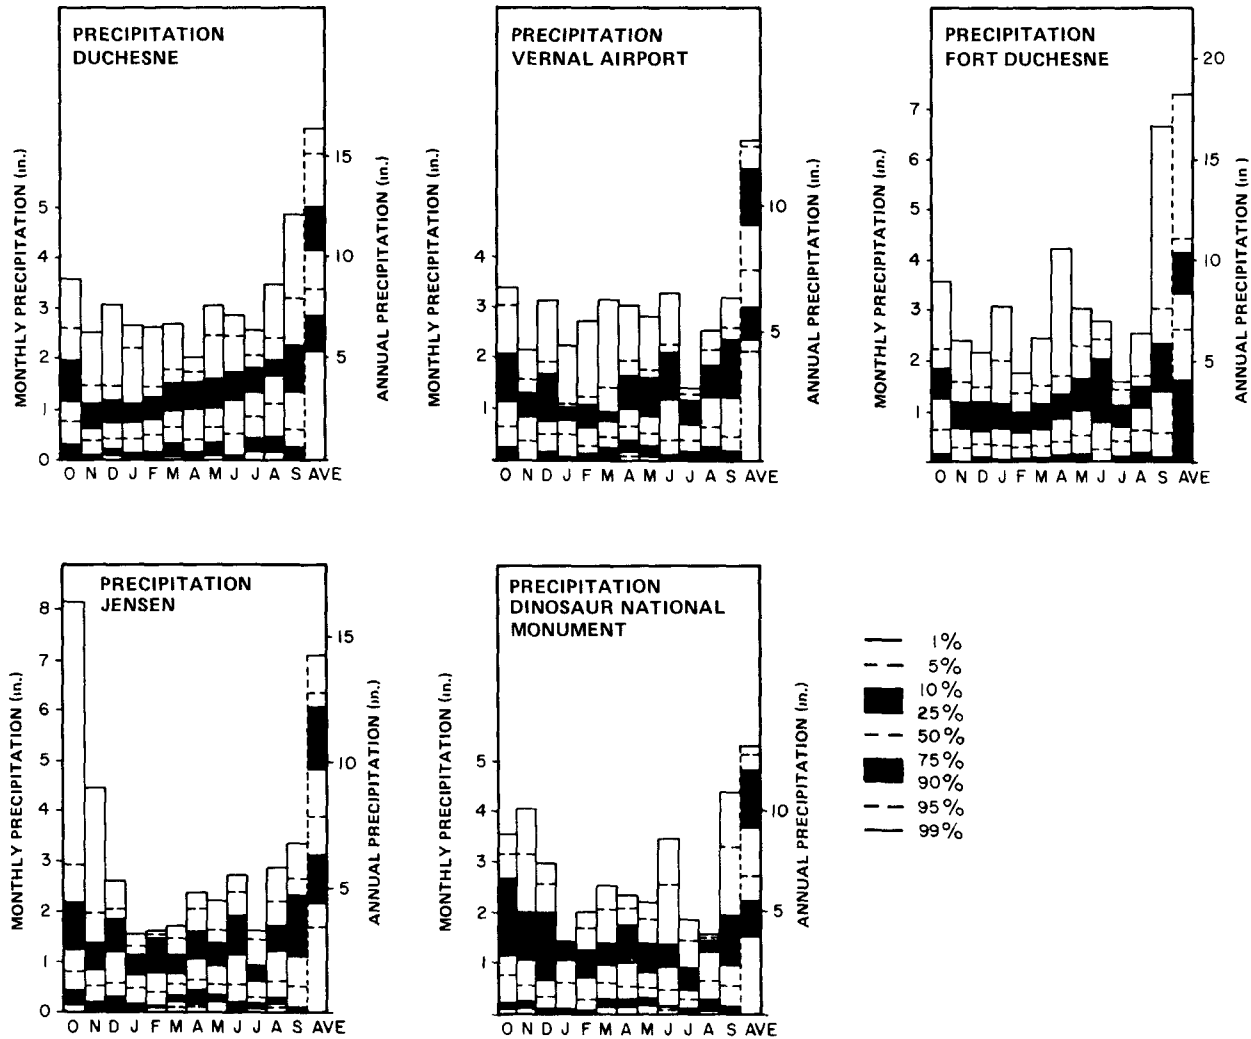 PRECIPITATION
DUCHESNE
MONTHLY PRECIPITATION (in.)
5
4
3
2
1
0
15
10
5
ANNUAL PRECIPITATION (in.)
O N D J F M A M J J A S AVE
PRECIPITATION
VERNAL AIRPORT
MONTHLY PRECIPITATION (in.)
4
3
2
1
10
5
ANNUAL PRECIPITATION (in.)
O N D J F M A M J J A S AVE
PRECIPITATION
FORT DUCHESNE
MONTHLY PRECIPITATION (in.)
7
6
5
4
3
2
1
20
15
10
5
ANNUAL PRECIPITATION (in)
O N D J F M A M J J A S AVE
PRECIPITATION
JENSEN
MONTHLY PRECIPITATION (in.)
8
7
6
5
4
3
2
1
0
15
10
5
ANNUAL PRECIPITATION (in.)
O N D J F M A M J J A S AVE
PRECIPITATION
DINOSAUR NATIONAL
MONUMENT
MONTHLY PRECIPITATION (in.)
5
4
3
2
1
10
5
ANNUAL PRECIPITATION (in.)
O N D J F M A M J J A S AVE
1%
5%
10%
25%
50%
75%
90%
95%
99%